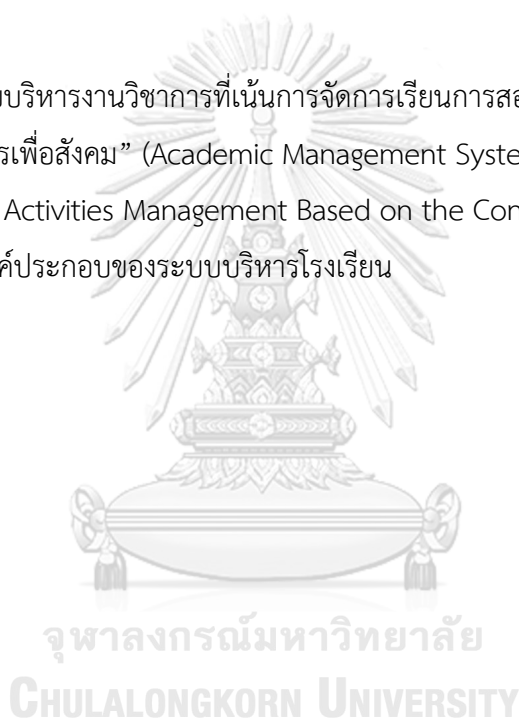 บริหารงานวิชาการที่เน้นการจัดการเรียนการสอ
รเพื่อสังคม” (Academic Management Syste
Activities Management Based on the Con
ค์ประกอบของระบบบริหารโรงเรียน
จุฬาลงกรณ์มหาวิทยาลัย
CHULALONGKORN UNIVERSITY